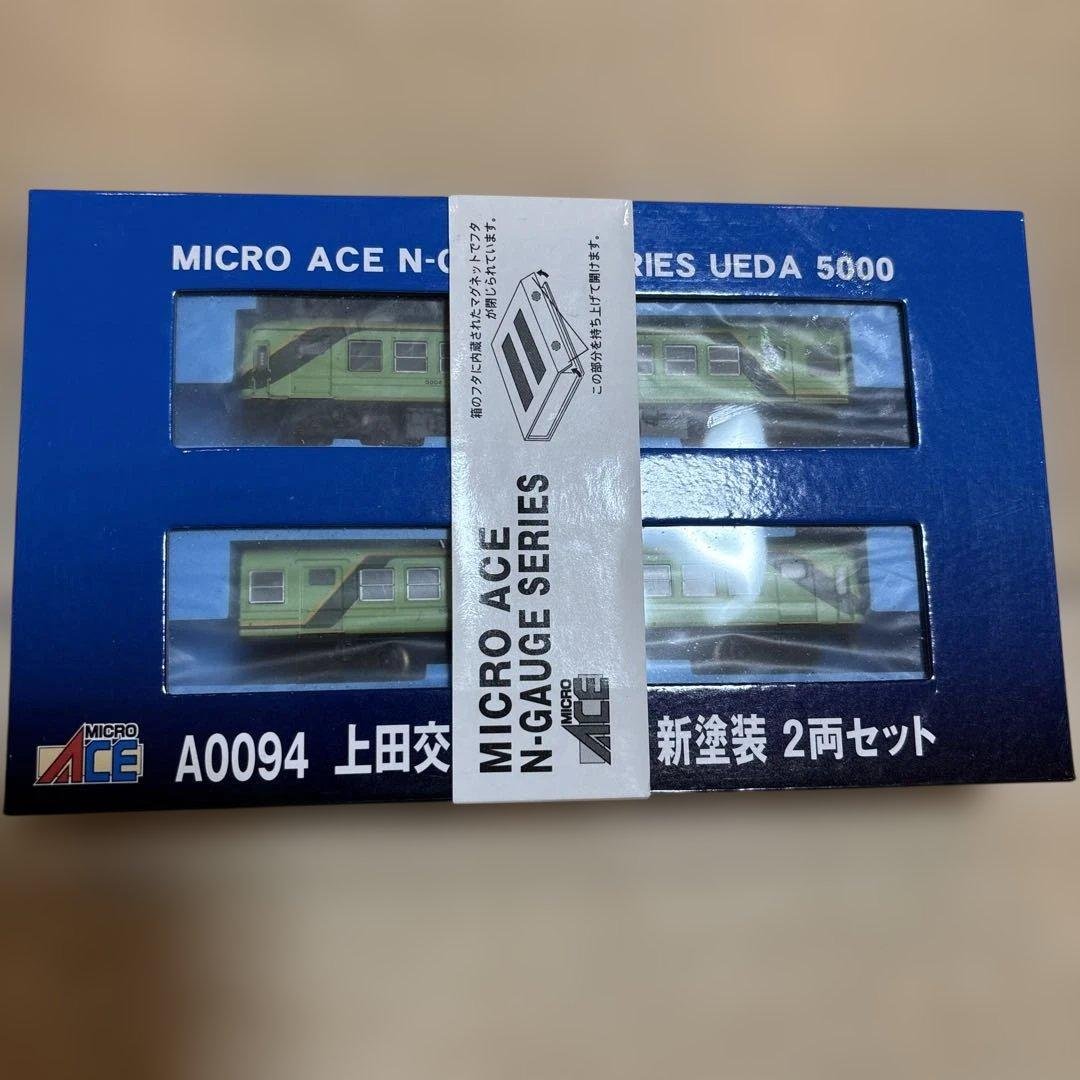 MICRO ACE N-G
RIES UEDA 5000
箱のフタに内蔵されたマグネットでフタ
が閉じられています。
この部分を持ち上げて開けます。
5004
MICRO ACE
N-GAUGE SERIES
MICRO
ACE
MICRO
ACE
A0094 上田交
新塗装 2両セット